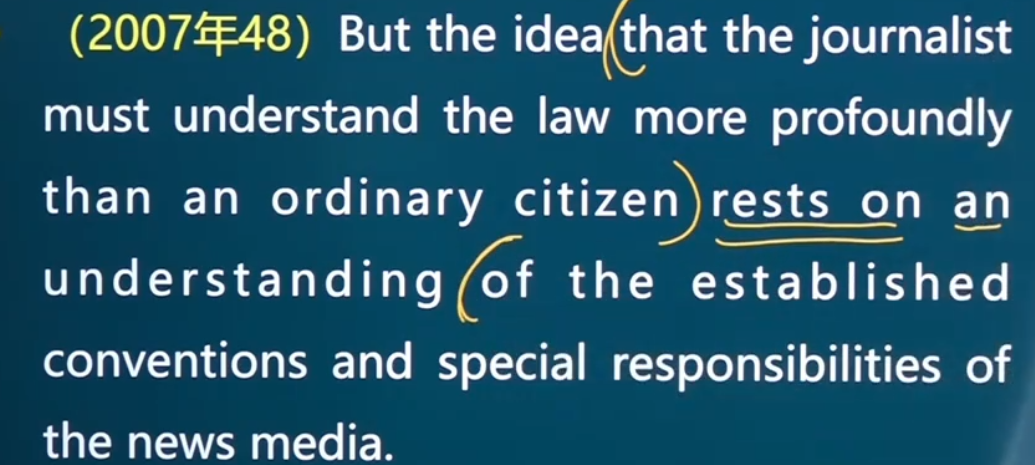 (2007年48) But the idea that the journalist
must understand the law more profoundly
than an ordinary citizen rests on an
understanding of the established
conventions and special responsibilities of
the news media.